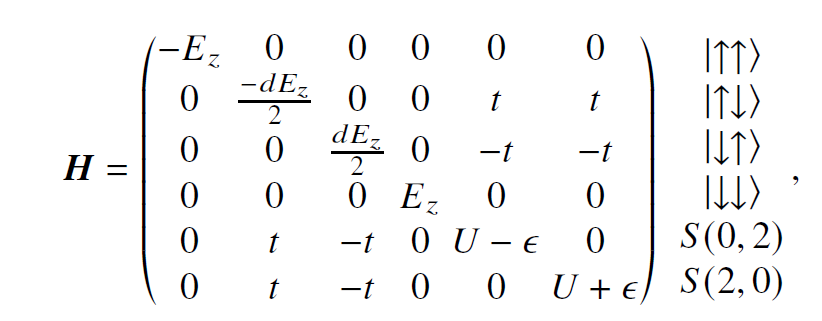 −E_z 0 0 0 0 0 |↑↑⟩
0 −dE_z/2 0 0 t t |↑↓⟩
0 0 dE_z/2 0 −t −t |↓↑⟩
H =
0 0 0 E_z 0 0 |↓↓⟩ ,
0 t −t 0 U − ϵ 0 S(0, 2)
0 t −t 0 0 U + ϵ S(2, 0)